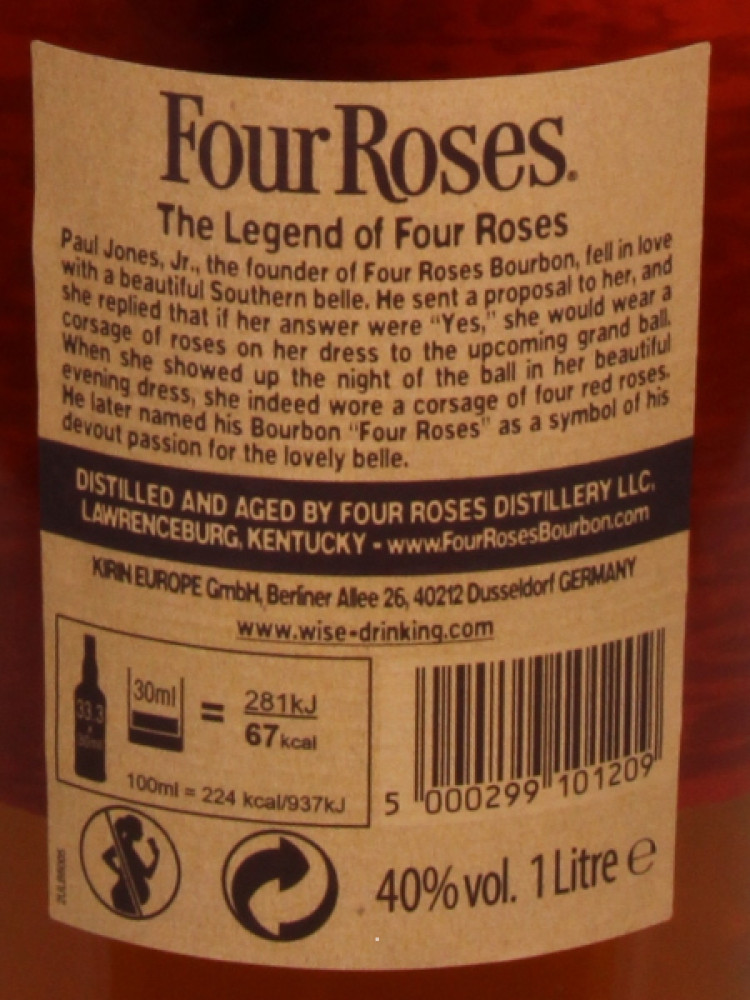 Four Roses.
The Legend of Four Roses
Paul Jones, Jr., the founder of Four Roses Bourbon, fell in love
with a beautiful Southern belle. He sent a proposal to her, and
she replied that if her answer were "Yes," she would wear a
corsage of roses on her dress to the upcoming grand ball.
When she showed up the night of the ball in her beautiful
evening dress, she indeed wore a corsage of four red roses.
He later named his Bourbon "Four Roses" as a symbol of his
devout passion for the lovely belle.
DISTILLED AND AGED BY FOUR ROSES DISTILLERY LLC,
LAWRENCEBURG, KENTUCKY - www.FourRosesBourbon.com
KIRIN EUROPE GmbH, Berliner Allee 26, 40212 Dusseldorf GERMANY
www.wise-drinking.com
33.3
30ml = 281kJ
67kcal
100ml = 224 kcal/937kJ
5 000299 101209
40% vol. 1 Litre ℮